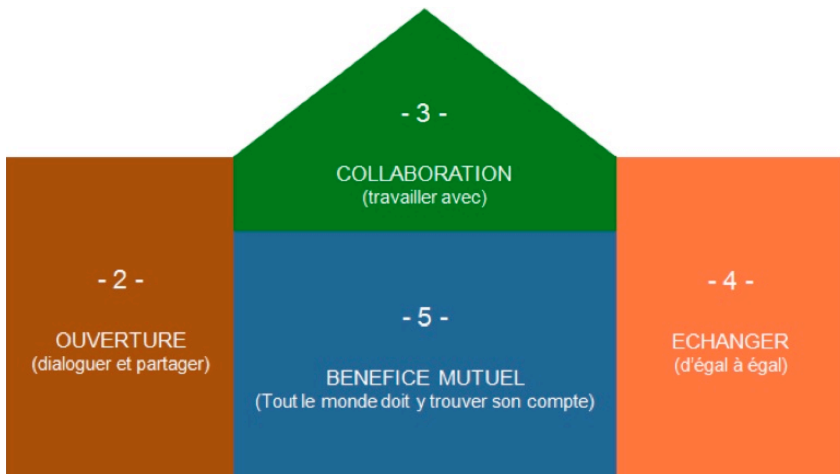 - 3 -
COLLABORATION
(travailler avec)
- 2 -
OUVERTURE
(dialoguer et partager)
- 5 -
BENEFICE MUTUEL
(Tout le monde doit y trouver son compte)
- 4 -
ECHANGER
(d'égal à égal)